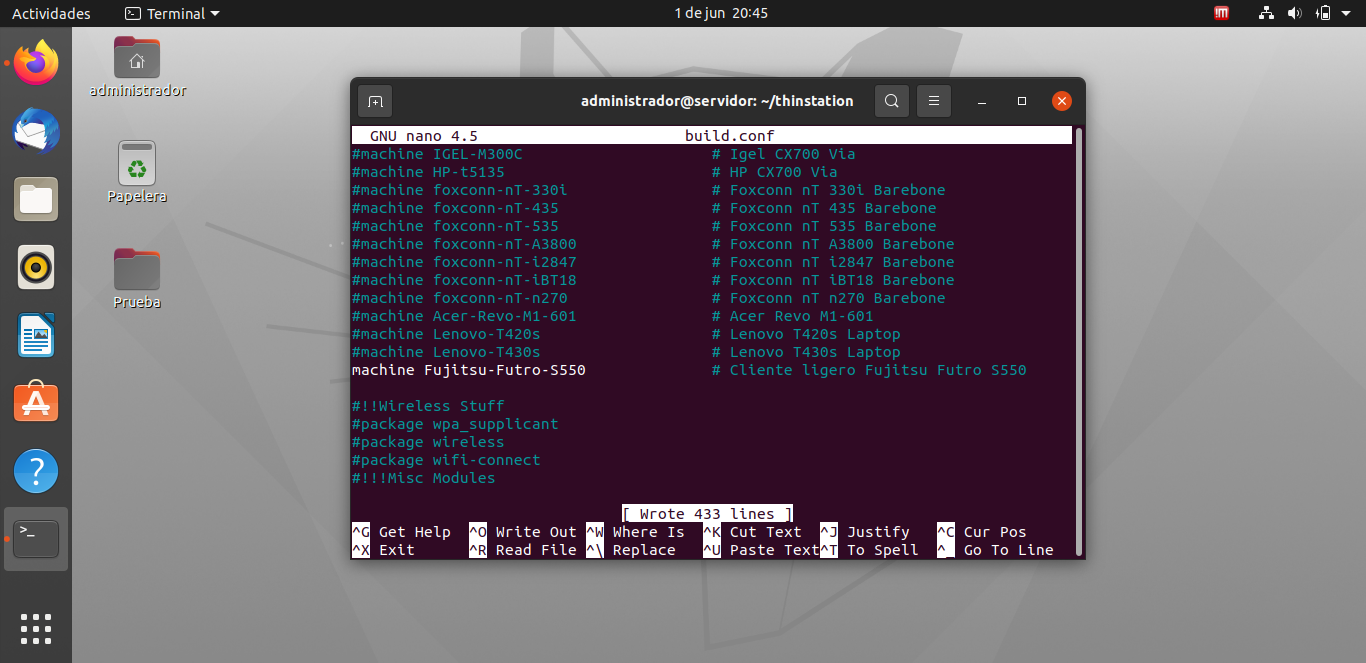 Actividades Terminal 1 de jun 20:45
administrador
Papelera
Prueba
administrador@servidor: ~/thinstation
GNU nano 4.5 build.conf
#machine IGEL-M300C # Igel CX700 Via
#machine HP-t5135 # HP CX700 Via
#machine foxconn-nT-330i # Foxconn nT 330i Barebone
#machine foxconn-nT-435 # Foxconn nT 435 Barebone
#machine foxconn-nT-535 # Foxconn nT 535 Barebone
#machine foxconn-nT-A3800 # Foxconn nT A3800 Barebone
#machine foxconn-nT-i2847 # Foxconn nT i2847 Barebone
#machine foxconn-nT-iBT18 # Foxconn nT iBT18 Barebone
#machine foxconn-nT-n270 # Foxconn nT n270 Barebone
#machine Acer-Revo-M1-601 # Acer Revo M1-601
#machine Lenovo-T420s # Lenovo T420s Laptop
#machine Lenovo-T430s # Lenovo T430s Laptop
machine Fujitsu-Futro-S550 # Cliente ligero Fujitsu Futro S550
#!!Wireless Stuff
#package wpa_supplicant
#package wireless
#package wifi-connect
#!!!Misc Modules
[ Wrote 433 lines ]
^G Get Help ^O Write Out ^W Where Is ^K Cut Text ^J Justify ^C Cur Pos
^X Exit ^R Read File ^\ Replace ^U Paste Text ^T To Spell ^_ Go To Line